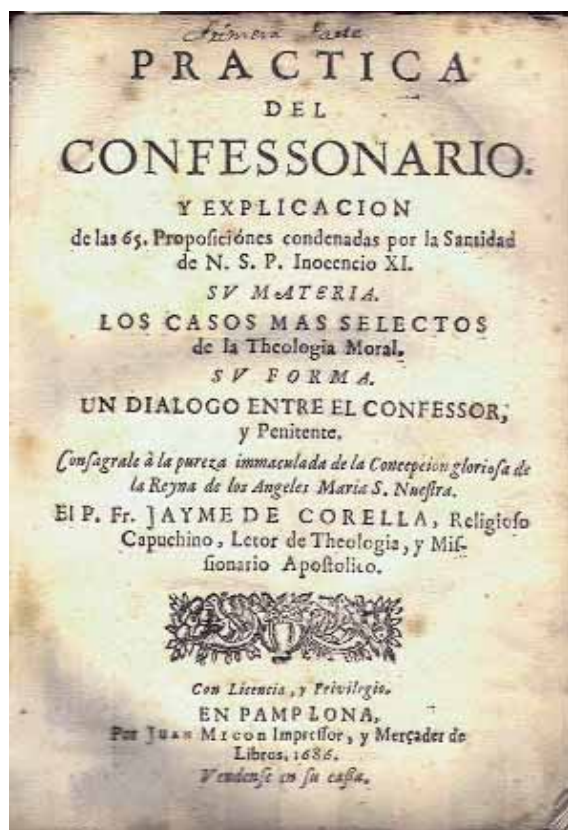 Primera Parte
PRACTICA
DEL
CONFESSONARIO.
Y EXPLICACION
de las 65. Proposiciónes condenadas por la Santidad
de N. S. P. Inocencio XI.
SV MATERIA.
LOS CASOS MAS SELECTOS
de la Theologia Moral.
SV FORMA.
UN DIALOGO ENTRE EL CONFESSOR,
y Penitente.
Consagrale à la pureza immaculada de la Concepcion gloriosa de
la Reyna de los Angeles Maria S. Nuestra.
El P. Fr. JAYME DE CORELLA, Religioso
Capuchino, Letor de Theologia, y Mis-
sionario Apostolico.
Con Licencia, y Privilegio.
EN PAMPLONA,
Por JUAN MICON Impressor, y Merçader de
Libros. 1686.
Vendense en su casa.